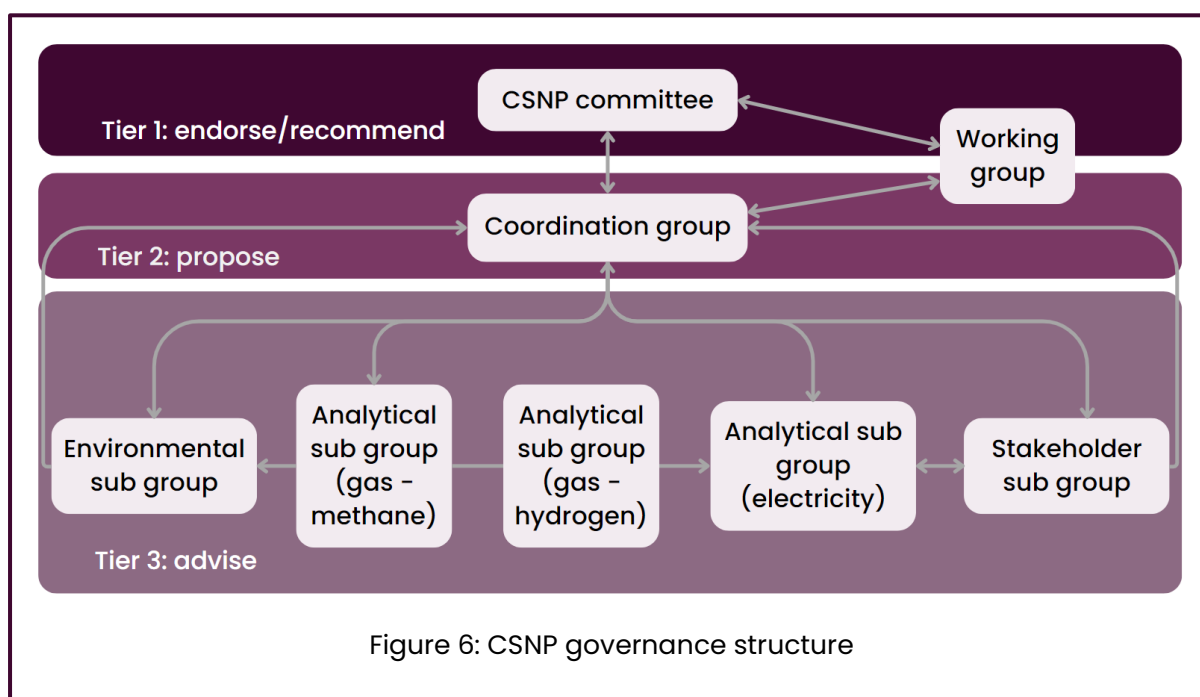 CSNP committee
Tier 1: endorse/recommend
Working
group
Coordination group
Tier 2: propose
Environmental
sub group
Analytical
sub group
(gas -
methane)
Analytical
sub group
(gas -
hydrogen)
Analytical sub
group
(electricity)
Stakeholder
sub group
Tier 3: advise
Figure 6: CSNP governance structure